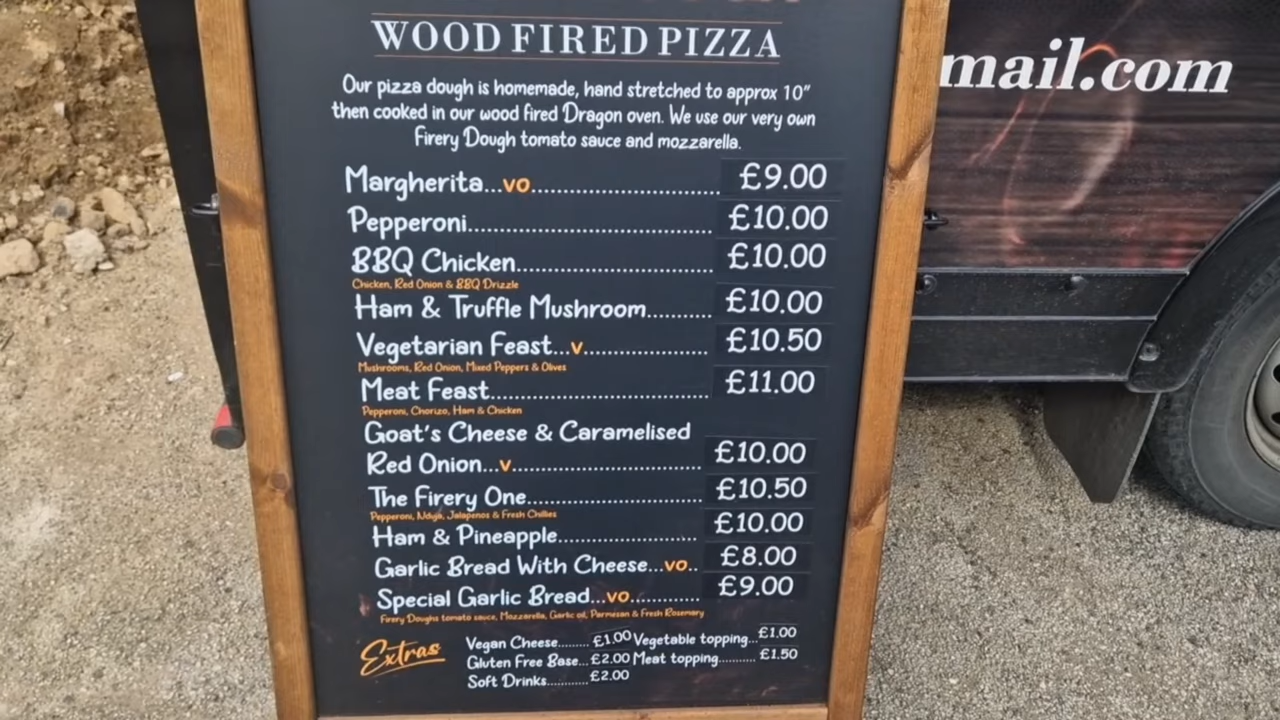 WOOD FIRED PIZZA
Our pizza dough is homemade, hand stretched to approx 10"
then cooked in our wood fired Dragon oven. We use our very own
Firery Dough tomato sauce and mozzarella.
Margherita...vo........................... £9.00
Pepperoni................................... £10.00
BBQ Chicken............................ £10.00
Chicken, Red Onion & BBQ Drizzle
Ham & Truffle Mushroom.......... £10.00
Vegetarian Feast...v.................. £10.50
Mushrooms, Red Onion, Mixed Peppers & Olives
Meat Feast................................ £11.00
Pepperoni, Chorizo, Ham & Chicken
Goat's Cheese & Caramelised
Red Onion...v............................ £10.00
The Firery One.......................... £10.50
Pepperoni, Nduja, Jalapenos & Fresh Chillies
Ham & Pineapple..................... £10.00
Garlic Bread With Cheese...vo.. £8.00
Special Garlic Bread...vo........... £9.00
Firery Doughs tomato sauce, Mozzarella, Garlic oil, Parmesan & Fresh Rosemary
Extras
Vegan Cheese........ £1.00 Vegetable topping... £1.00
Gluten Free Base... £2.00 Meat topping........... £1.50
Soft Drinks............ £2.00
mail.com